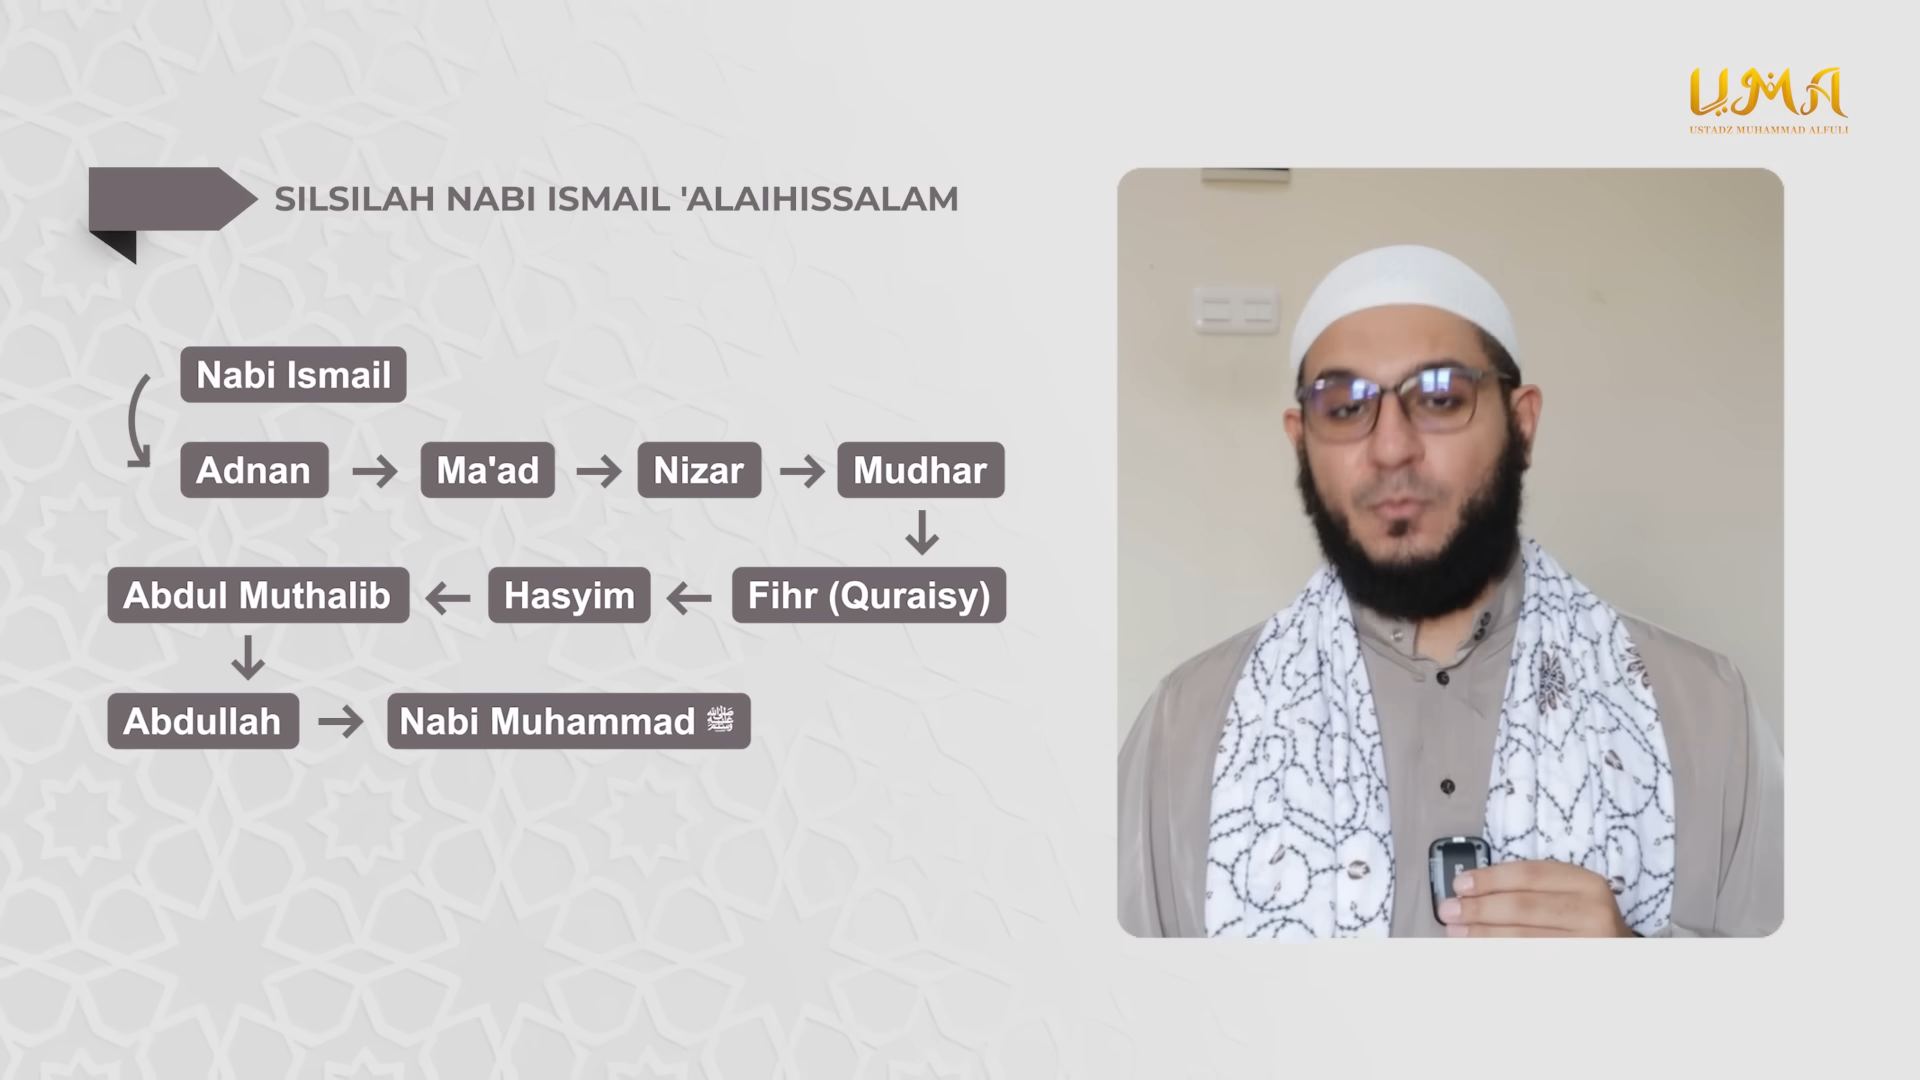 UMA
USTADZ MUHAMMAD ALFULI
SILSILAH NABI ISMAIL 'ALAIHISSALAM
Nabi Ismail
Adnan → Ma'ad → Nizar → Mudhar
Abdul Muthalib ← Hasyim ← Fihr (Quraisy)
Abdullah → Nabi Muhammad ﷺ